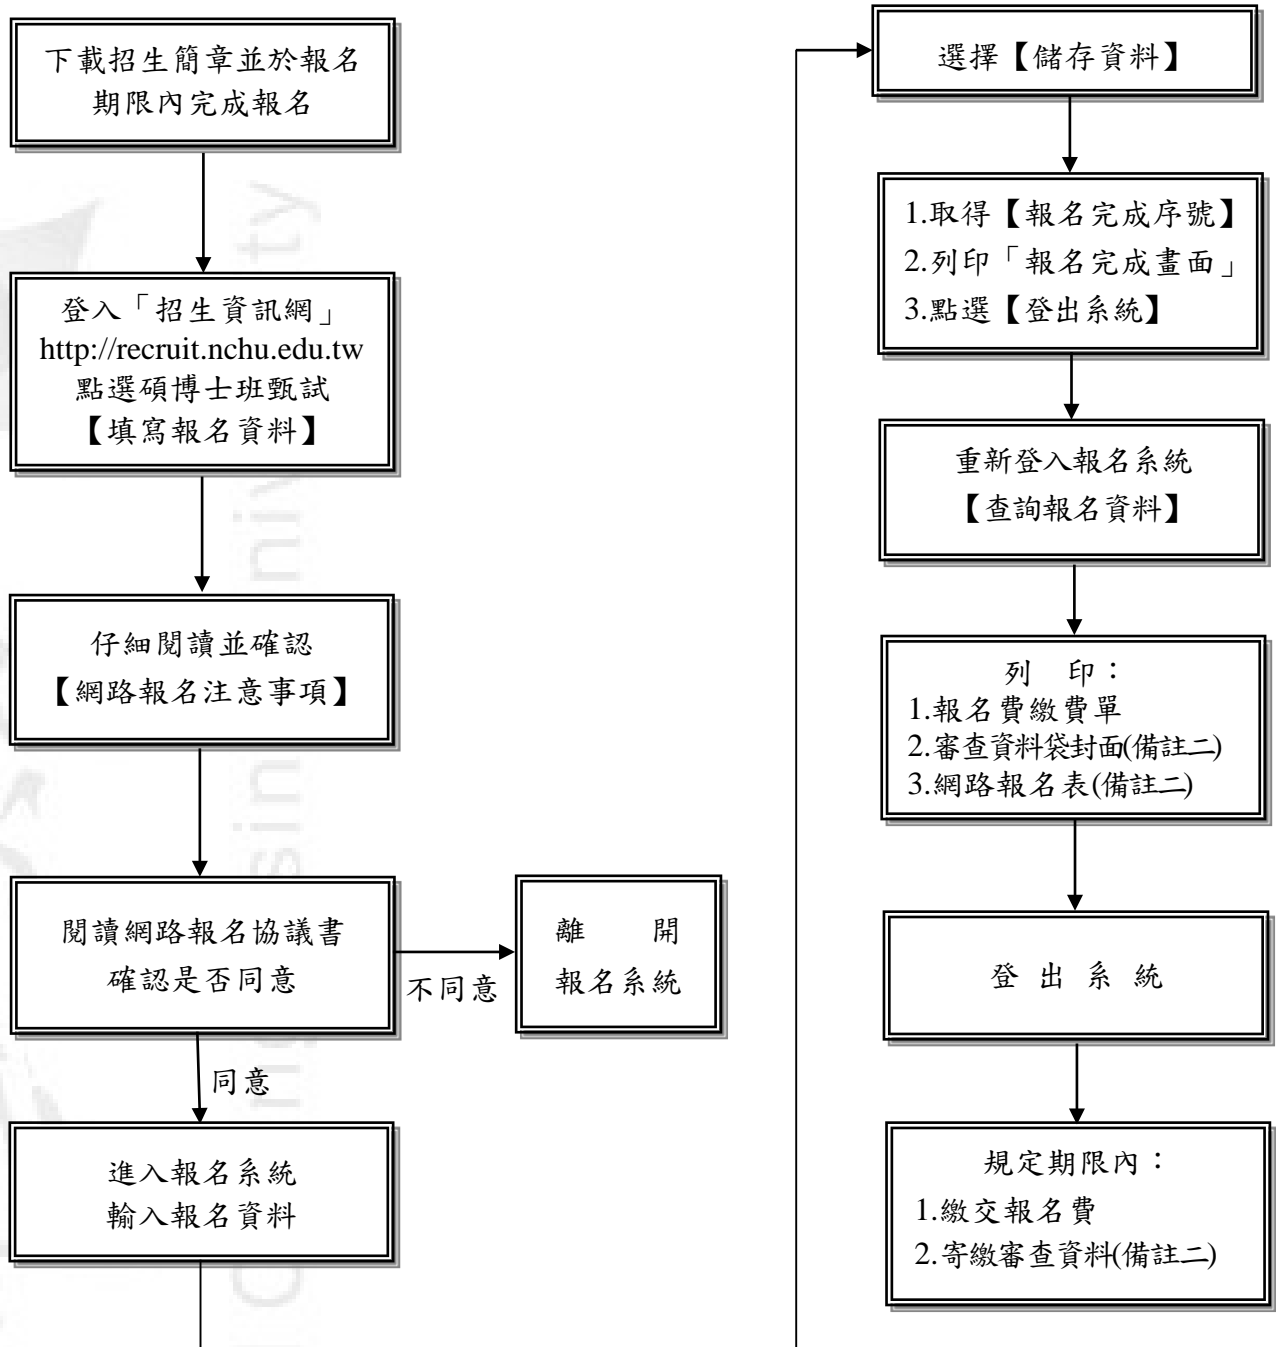 下載招生簡章並於報名
期限內完成報名
登入「招生資訊網」
http://recruit.nchu.edu.tw
點選碩博士班甄試
【填寫報名資料】
仔細閱讀並確認
【網路報名注意事項】
閱讀網路報名協議書
確認是否同意
不同意
離 開
報名系統
同意
進入報名系統
輸入報名資料
選擇【儲存資料】
1.取得【報名完成序號】
2.列印「報名完成畫面」
3.點選【登出系統】
重新登入報名系統
【查詢報名資料】
列 印：
1.報名費繳費單
2.審查資料袋封面(備註二)
3.網路報名表(備註二)
登 出 系 統
規定期限內：
1.繳交報名費
2.寄繳審查資料(備註二)